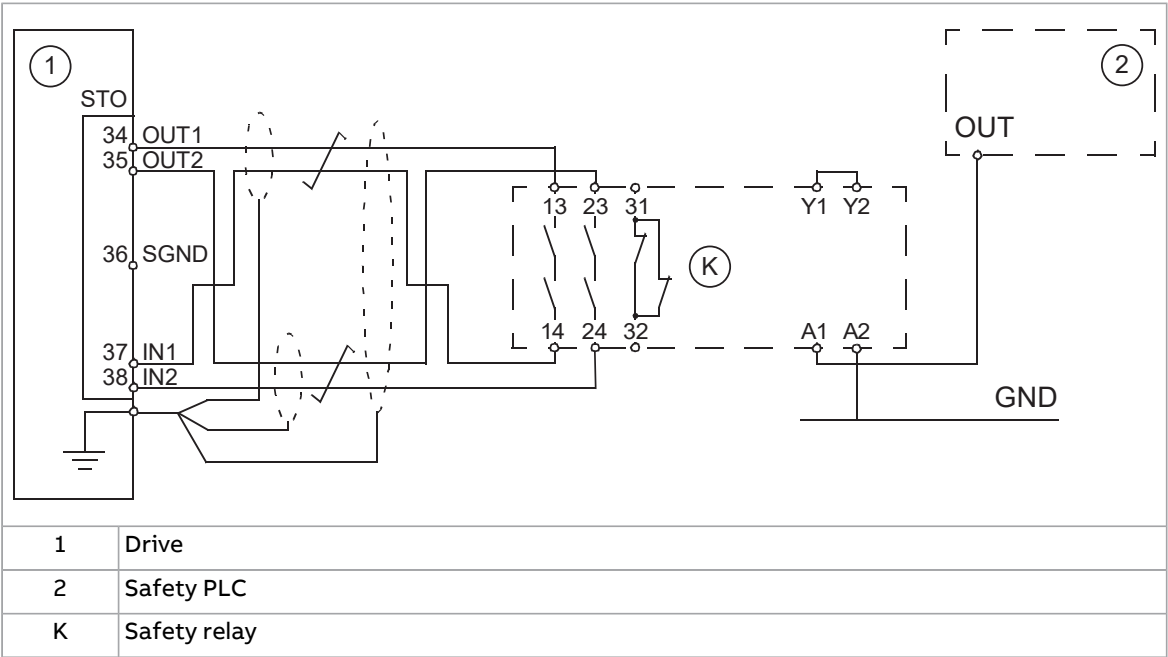 1
2
STO
34 OUT1
OUT
35 OUT2
13 23 31 Y1 Y2
36 SGND
K
14 24 32 A1 A2
37 IN1
38 IN2
GND
1 Drive
2 Safety PLC
K Safety relay